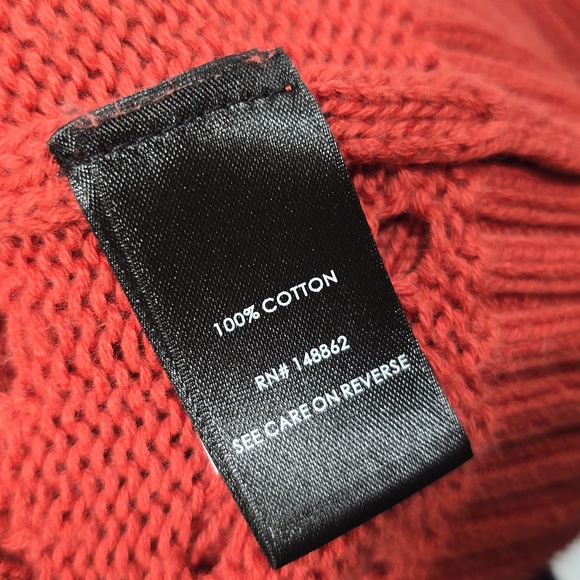 100% COTTON
RN# 148862
SEE CARE ON REVERSE